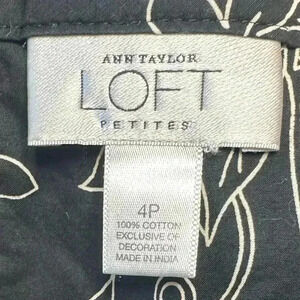 ANN TAYLOR
LOFT
PETITES
4P
100% COTTON
EXCLUSIVE OF
DECORATION
MADE IN INDIA